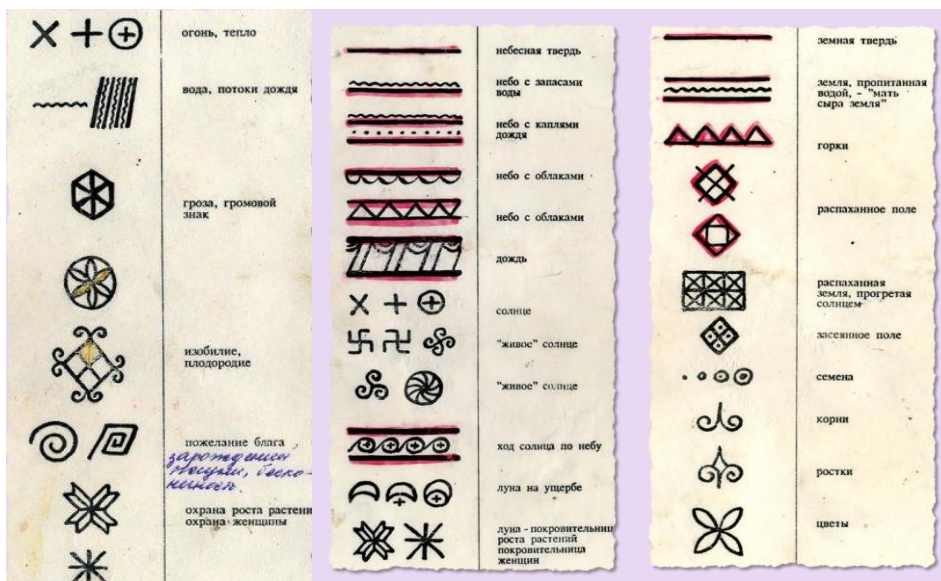 огонь, тепло
вода, потоки дождя
гроза, громовой
знак
изобилие,
плодородие
пожелание блага,
беско-
нечность
охрана роста растени
охрана женщины
небесная твердь
небо с запасами
воды
небо с каплями
дождя
небо с облаками
небо с облаками
дождь
солнце
"живое" солнце
"живое" солнце
ход солнца по небу
луна на ущербе
луна - покровительниц
роста растений
покровительница
женщин
земная твердь
земля, пропитанная
водой, - "мать
сыра земля"
горки
распаханное поле
распаханная
земля, прогретая
солнцем
засеянное поле
семена
корни
ростки
цветы